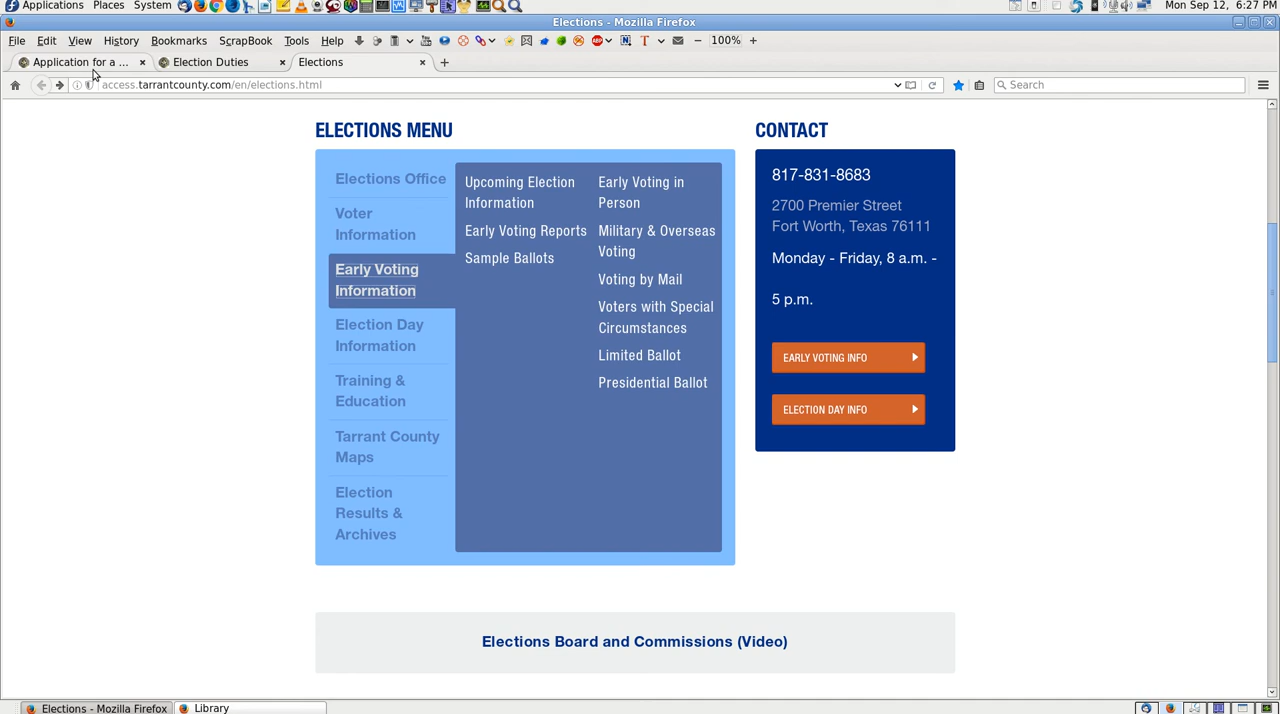 Applications Places System Mon Sep 12, 6:27 PM
Elections - Mozilla Firefox
File Edit View History Bookmarks ScrapBook Tools Help 100%
Application for a ... Election Duties Elections
access.tarrantcounty.com/en/elections.html Search
ELECTIONS MENU
Elections Office
Voter
Information
Early Voting
Information
Election Day
Information
Training &
Education
Tarrant County
Maps
Election
Results &
Archives
Upcoming Election
Information
Early Voting Reports
Sample Ballots
Early Voting in
Person
Military & Overseas
Voting
Voting by Mail
Voters with Special
Circumstances
Limited Ballot
Presidential Ballot
CONTACT
817-831-8683
2700 Premier Street
Fort Worth, Texas 76111
Monday - Friday, 8 a.m. -
5 p.m.
EARLY VOTING INFO
ELECTION DAY INFO
Elections Board and Commissions (Video)
Elections - Mozilla Firefox Library